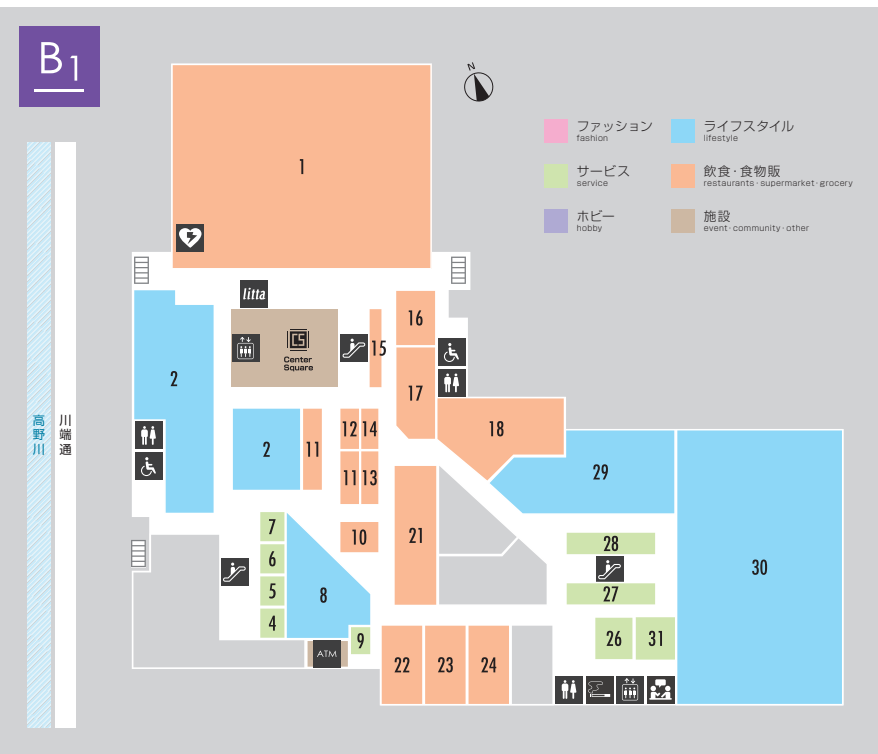 B1
N
ファッション
fashion
ライフスタイル
lifestyle
サービス
service
飲食・食物販
restaurants・supermarket・grocery
ホビー
hobby
施設
event・community・other
1
litta
CS
Center
Square
15
16
17
2
18
12
14
2
11
11
13
29
高野川
川端通
7
6
5
4
8
10
9
21
28
27
30
26
31
ATM
22
23
24